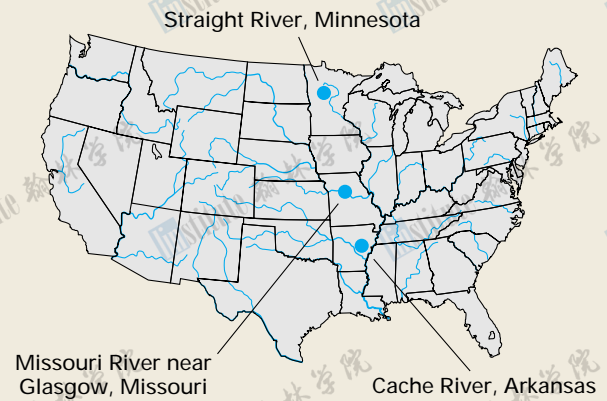 Straight River, Minnesota
Missouri River near
Glasgow, Missouri
Cache River, Arkansas